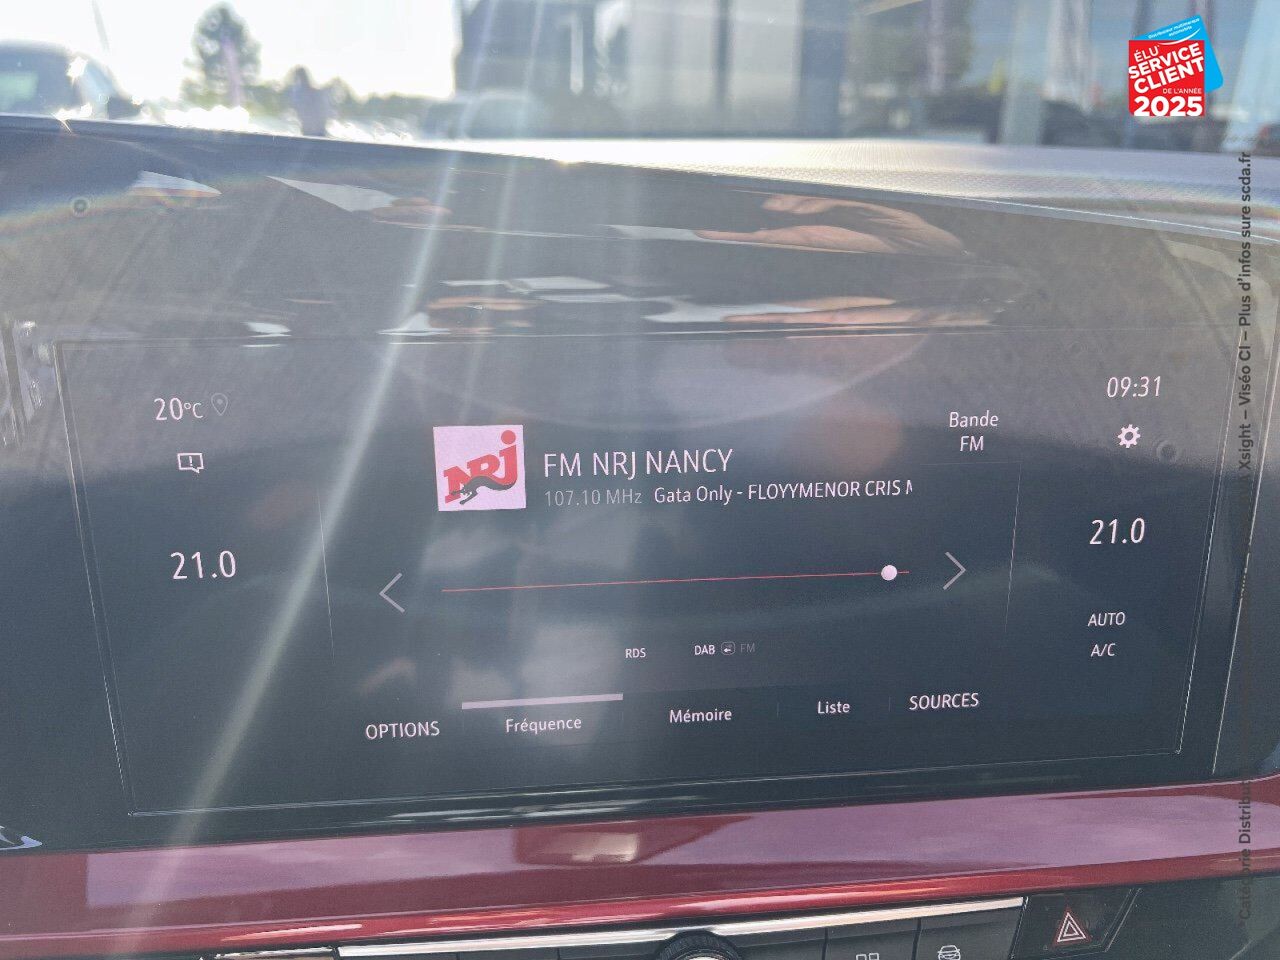 ÉLU
SERVICE
CLIENT
DE L'ANNÉE
2025
20°C
09:31
Bande
FM
NRJ
FM NRJ NANCY
107.10 MHz Gata Only - FLOYYMENOR CRIS
21.0
21.0
RDS
DAB FM
AUTO
A/C
OPTIONS
Fréquence
Mémoire
Liste
SOURCES
Xsight – Viséo CI – Plus d'infos sure scda.fr